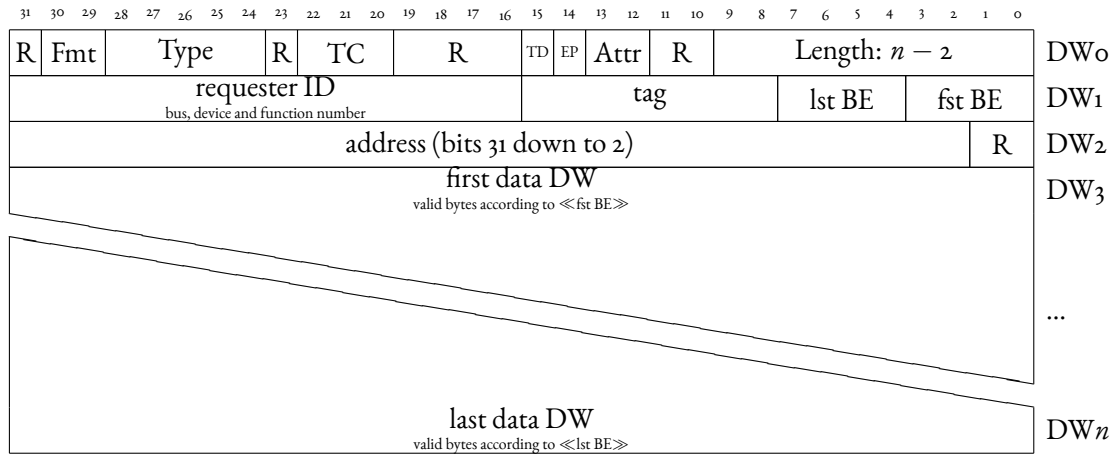 31 30 29 28 27 26 25 24 23 22 21 20 19 18 17 16 15 14 13 12 11 10 9 8 7 6 5 4 3 2 1 0
R Fmt Type R TC R TD EP Attr R Length: n − 2 DW0
requester ID tag lst BE fst BE DW1
bus, device and function number
address (bits 31 down to 2) R DW2
first data DW DW3
valid bytes according to ≪fst BE≫
...
last data DW DWn
valid bytes according to ≪lst BE≫